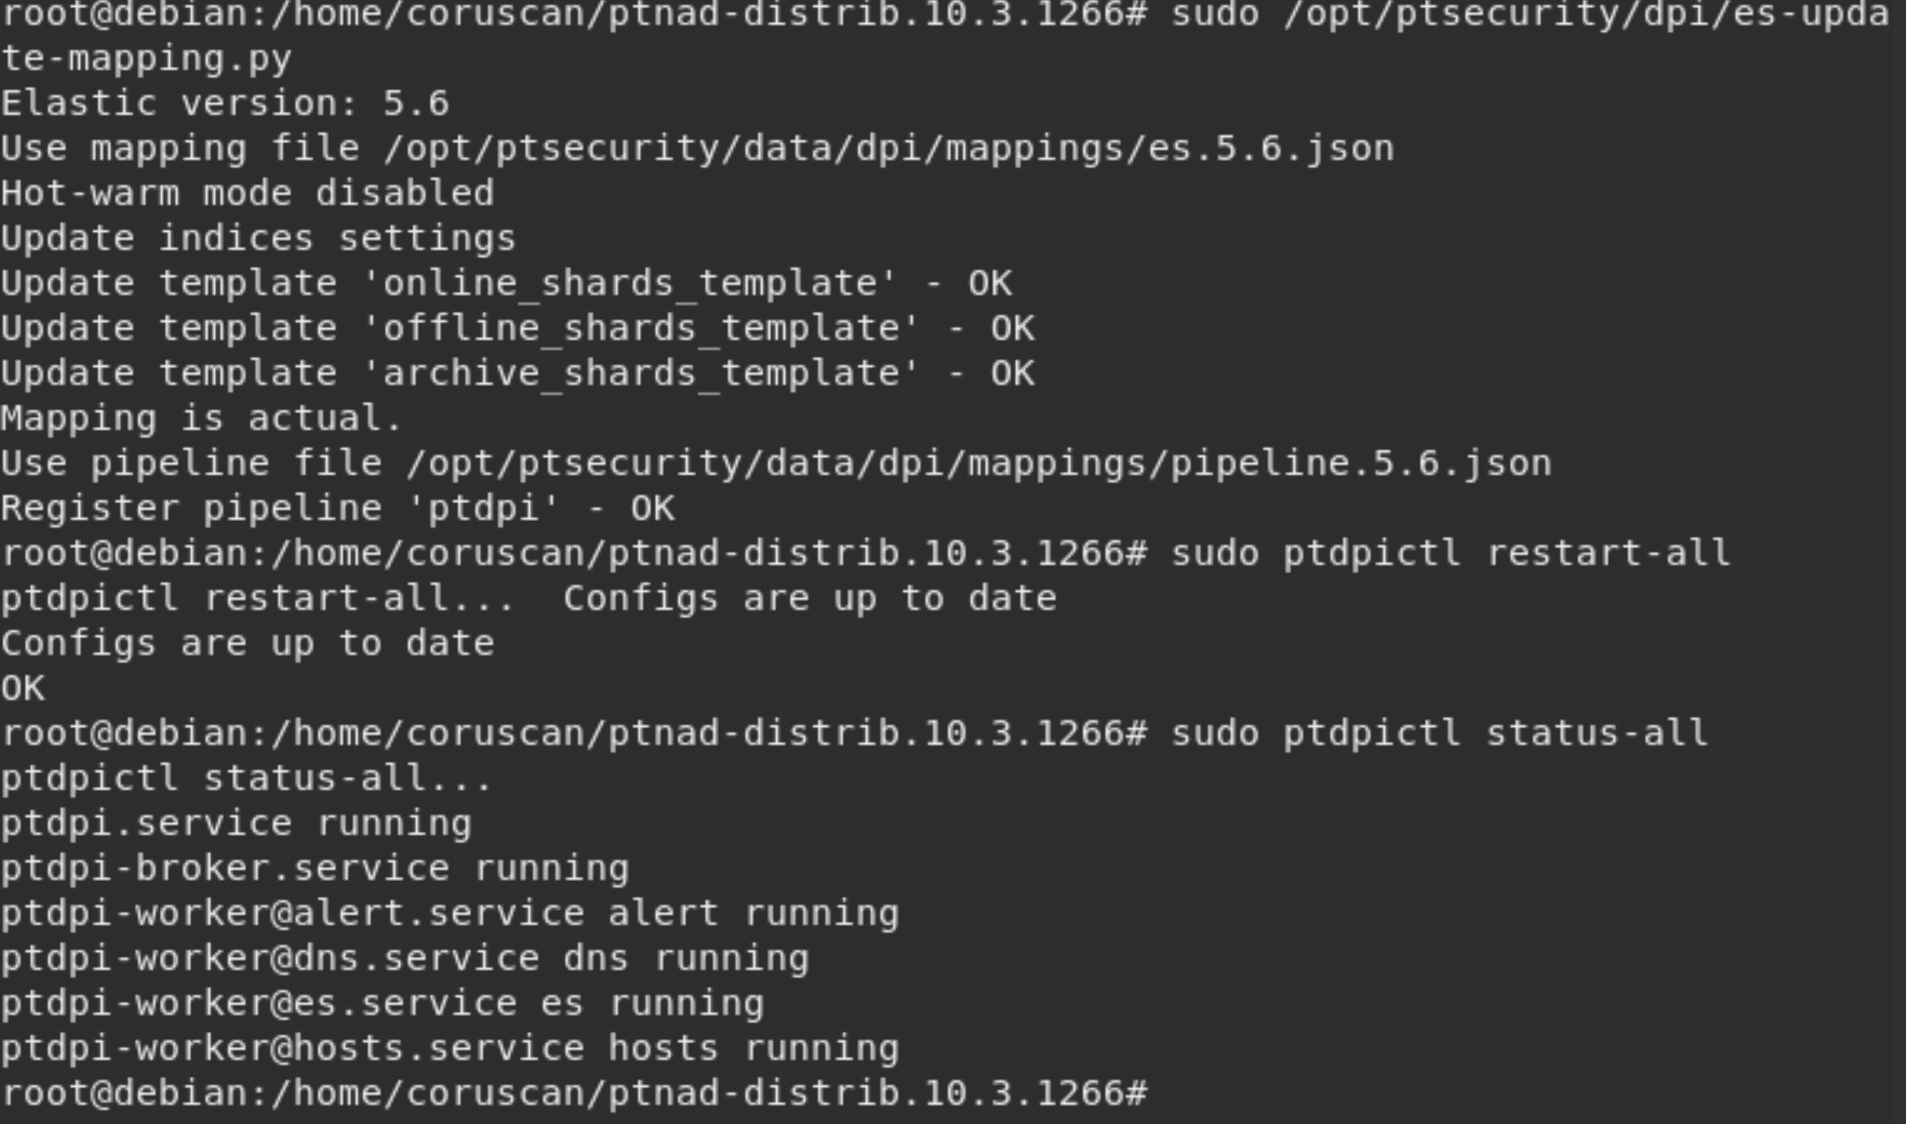 root@debian:/home/coruscan/ptnad-distrib.10.3.1266# sudo /opt/ptsecurity/dpi/es-upda
te-mapping.py
Elastic version: 5.6
Use mapping file /opt/ptsecurity/data/dpi/mappings/es.5.6.json
Hot-warm mode disabled
Update indices settings
Update template 'online_shards_template' - OK
Update template 'offline_shards_template' - OK
Update template 'archive_shards_template' - OK
Mapping is actual.
Use pipeline file /opt/ptsecurity/data/dpi/mappings/pipeline.5.6.json
Register pipeline 'ptdpi' - OK
root@debian:/home/coruscan/ptnad-distrib.10.3.1266# sudo ptdpictl restart-all
ptdpictl restart-all...  Configs are up to date
Configs are up to date
OK
root@debian:/home/coruscan/ptnad-distrib.10.3.1266# sudo ptdpictl status-all
ptdpictl status-all...
ptdpi.service running
ptdpi-broker.service running
ptdpi-worker@alert.service alert running
ptdpi-worker@dns.service dns running
ptdpi-worker@es.service es running
ptdpi-worker@hosts.service hosts running
root@debian:/home/coruscan/ptnad-distrib.10.3.1266#